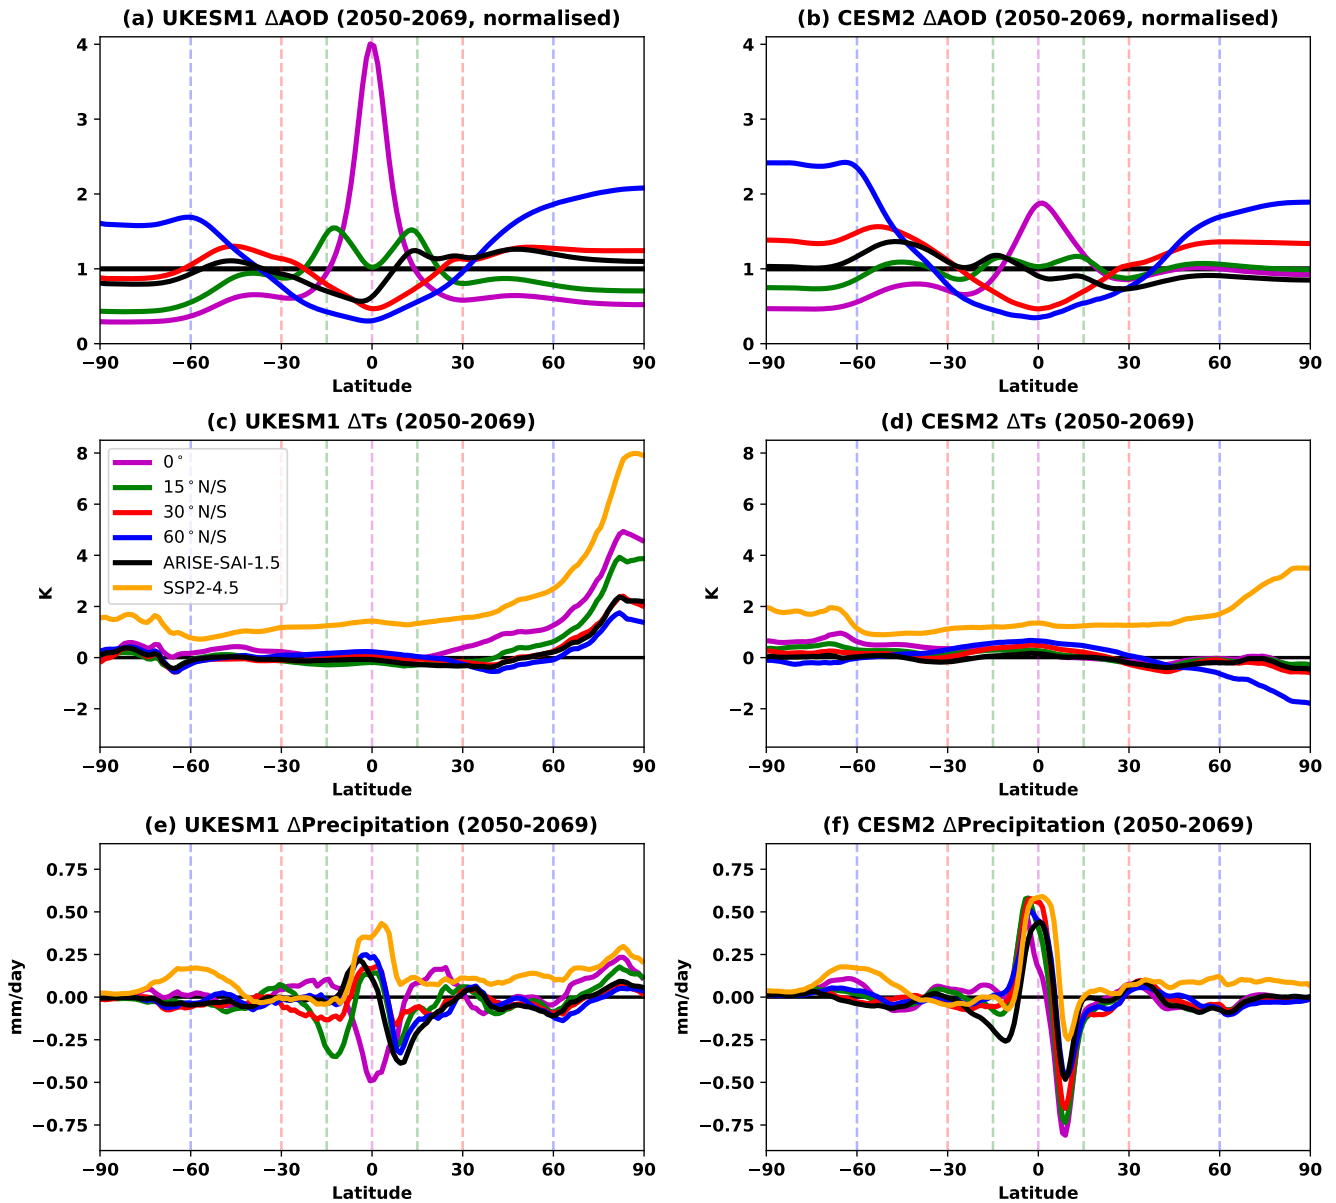 (a) UKESM1 ΔAOD (2050-2069, normalised)
4
3
2
1
0
−90 −60 −30 0 30 60 90
Latitude
(b) CESM2 ΔAOD (2050-2069, normalised)
4
3
2
1
0
−90 −60 −30 0 30 60 90
Latitude
(c) UKESM1 ΔTs (2050-2069)
K
8
6
4
2
0
−2
0°
15°N/S
30°N/S
60°N/S
ARISE-SAI-1.5
SSP2-4.5
−90 −60 −30 0 30 60 90
Latitude
(d) CESM2 ΔTs (2050-2069)
K
8
6
4
2
0
−2
−90 −60 −30 0 30 60 90
Latitude
(e) UKESM1 ΔPrecipitation (2050-2069)
mm/day
0.75
0.50
0.25
0.00
−0.25
−0.50
−0.75
−90 −60 −30 0 30 60 90
Latitude
(f) CESM2 ΔPrecipitation (2050-2069)
mm/day
0.75
0.50
0.25
0.00
−0.25
−0.50
−0.75
−90 −60 −30 0 30 60 90
Latitude